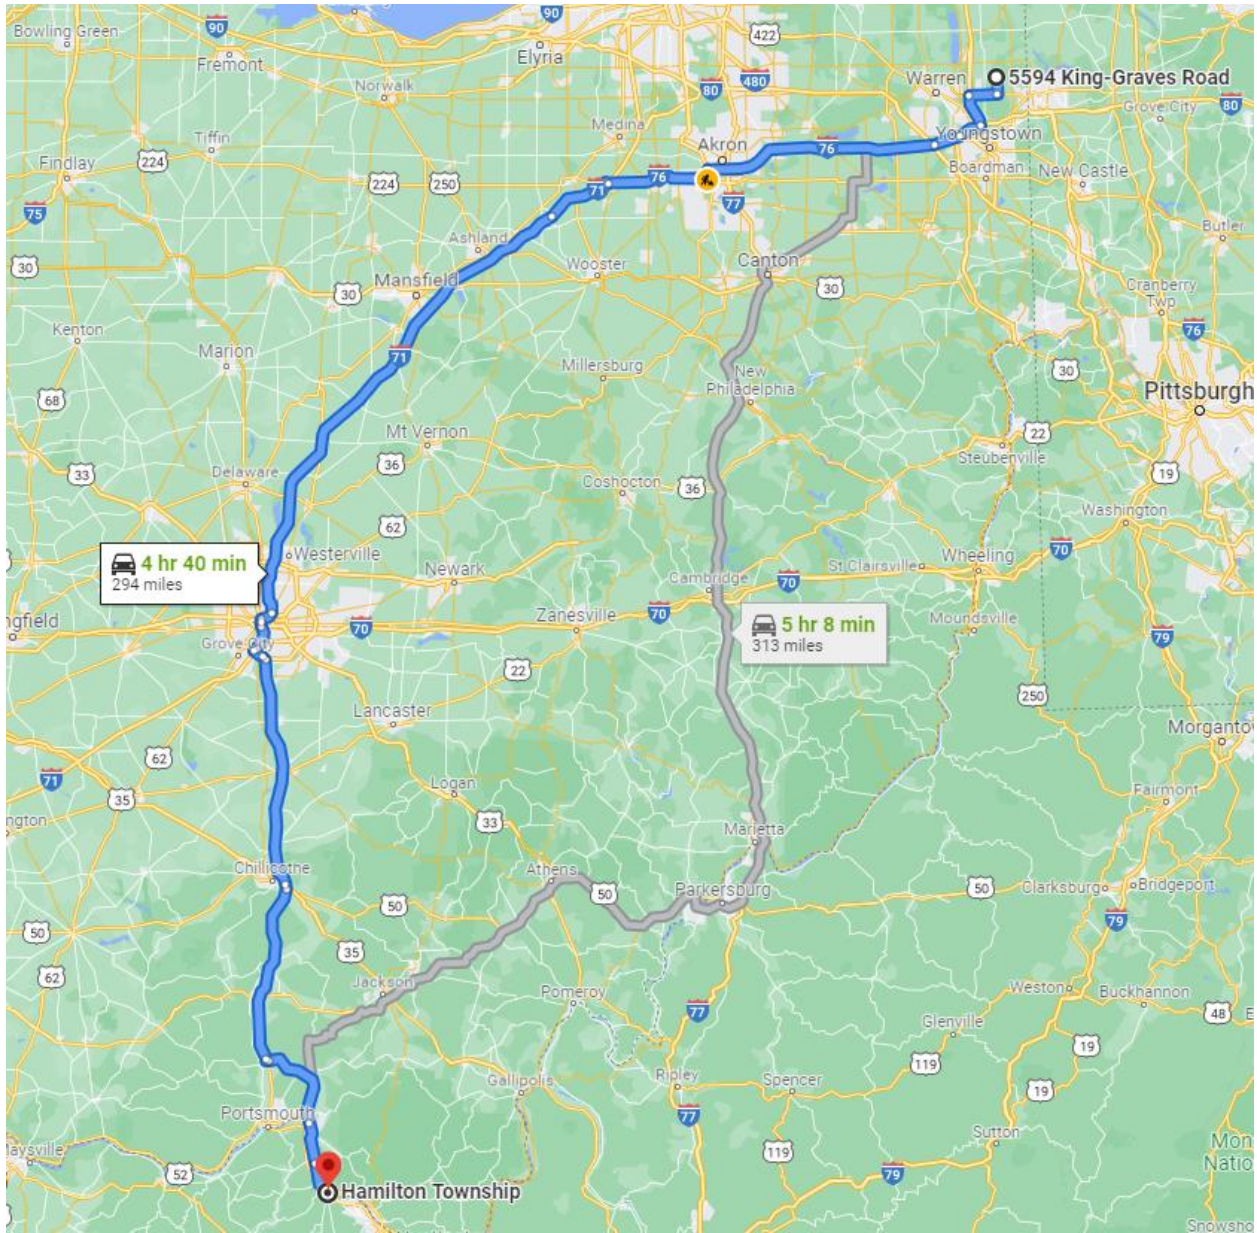 90
Bowling Green
90
Elyria
422
Fremont
480
Warren
5594 King-Graves Road
80
Norwalk
Grove City
80
Medina
Tiffin
Akron
76
Youngstown
Findlay
224
Boardman
New Castle
224
250
71
76
75
77
Butler
Ashland
30
Mansfield
Wooster
Canton
30
30
Cranberry
Twp
Kenton
76
Marion
71
Millersburg
New
Philadelphia
30
Pittsburgh
68
Mt Vernon
22
36
Steubenville
33
Delaware
Coshocton
36
19
Washington
62
Westerville
70
4 hr 40 min
294 miles
Newark
Cambridge
70
St Clairsville
Wheeling
Zanesville
70
Moundsville
ngfield
70
5 hr 8 min
313 miles
79
Grove City
22
250
Lancaster
Morganto
62
71
35
Logan
Fairmont
ngton
33
Marietta
Chillicothe
Athens
50
Parkersburg
50
Clarksburg
Bridgeport
50
79
50
35
62
Jackson
Pomeroy
Weston
Buckhannon
77
48
Glenville
19
119
Gallipolis
Ripley
Spencer
19
Portsmouth
77
Sutton
Maysville
52
119
79
Mon
Natio
Hamilton Township
Snowsho